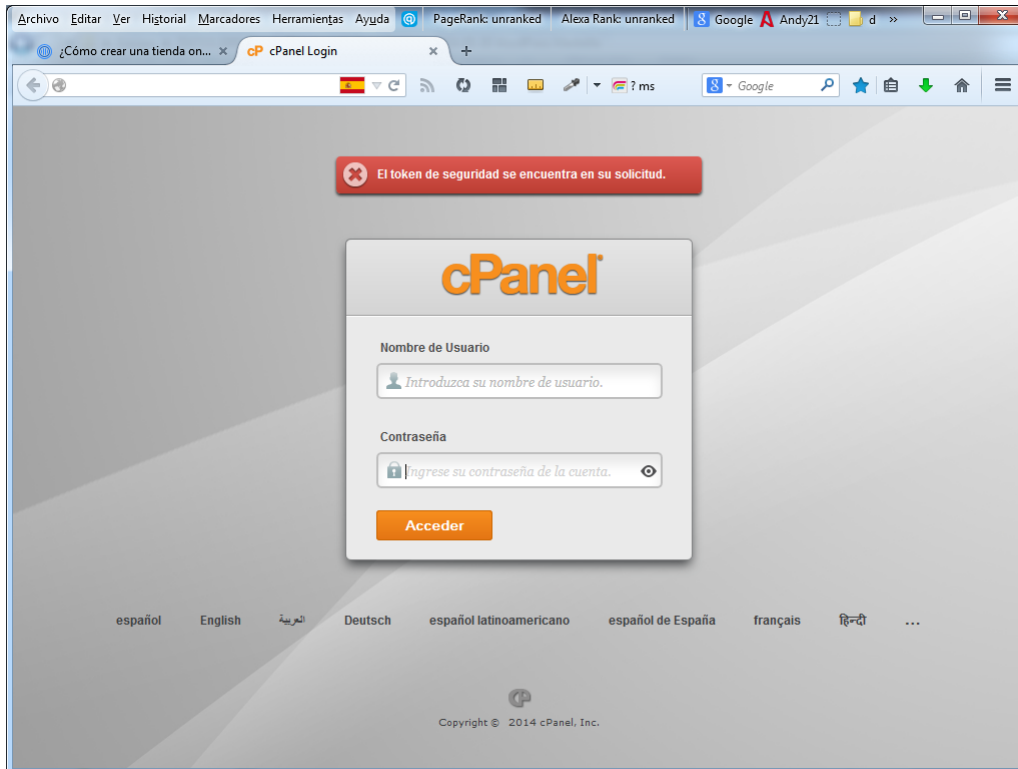 Archivo Editar Ver Historial Marcadores Herramientas Ayuda @ PageRank: unranked Alexa Rank: unranked 8 Google A Andy21 d »
¿Cómo crear una tienda on... × cP cPanel Login × +
? ms 8 Google
El token de seguridad se encuentra en su solicitud.
cPanel®
Nombre de Usuario
Introduzca su nombre de usuario.
Contraseña
Ingrese su contraseña de la cuenta.
Acceder
español English العربية Deutsch español latinoamericano español de España français हिन्दी ...
cP
Copyright © 2014 cPanel, Inc.